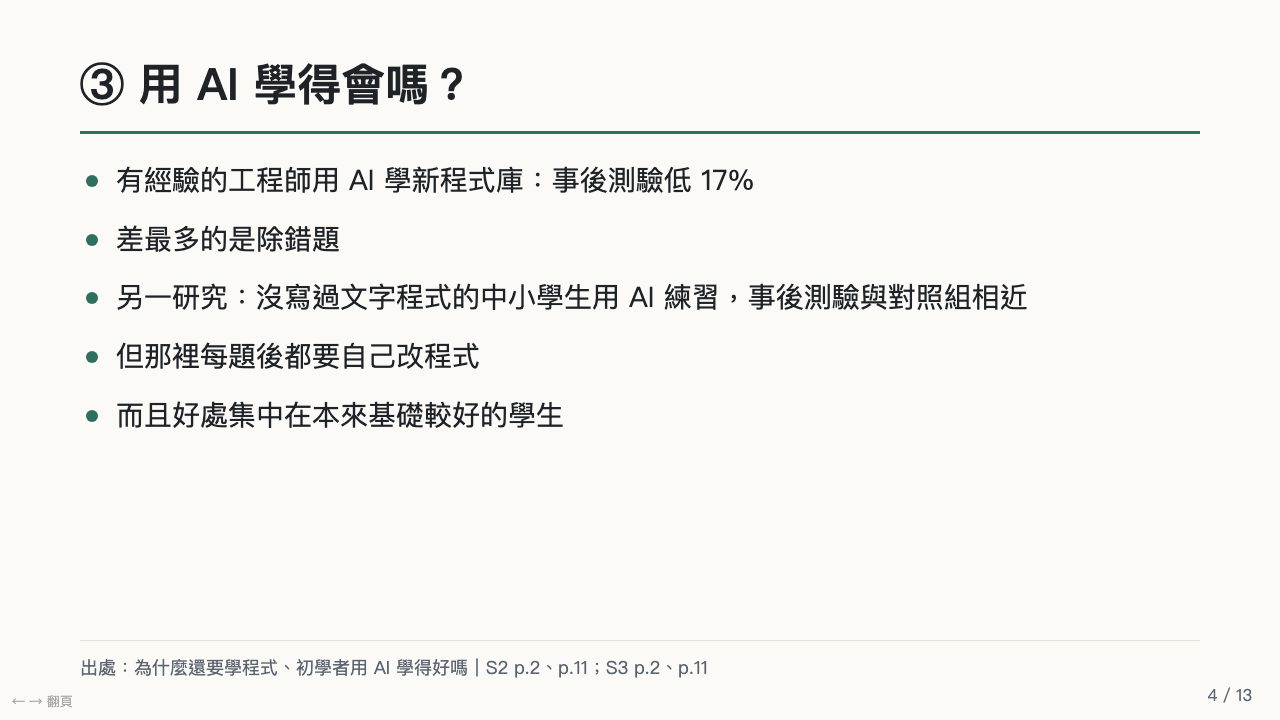 ③ 用 AI 學得會嗎？
• 有經驗的工程師用 AI 學新程式庫：事後測驗低 17%
• 差最多的是除錯題
• 另一研究：沒寫過文字程式的中小學生用 AI 練習，事後測驗與對照組相近
• 但那裡每題後都要自己改程式
• 而且好處集中在本來基礎較好的學生
出處：為什麼還要學程式、初學者用 AI 學得好嗎｜S2 p.2、p.11；S3 p.2、p.11
← → 翻頁
4 / 13